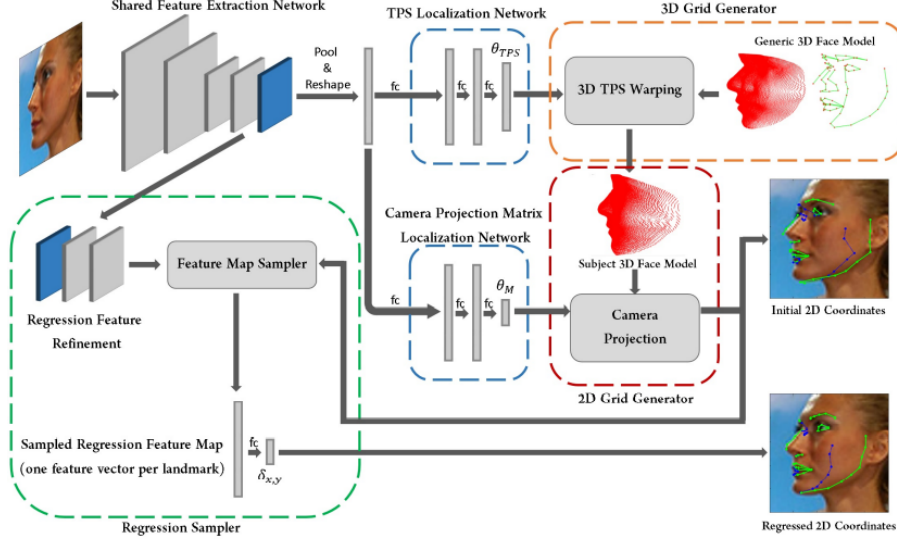 Shared Feature Extraction Network
TPS Localization Network
3D Grid Generator
Pool
&
Reshape
fc
fc
fc
θTPS
3D TPS Warping
Generic 3D Face Model
Camera Projection Matrix
Localization Network
fc
fc
fc
θM
Subject 3D Face Model
Camera
Projection
2D Grid Generator
Initial 2D Coordinates
Feature Map Sampler
Regression Feature
Refinement
Sampled Regression Feature Map
(one feature vector per landmark)
fc
δx,y
Regression Sampler
Regressed 2D Coordinates